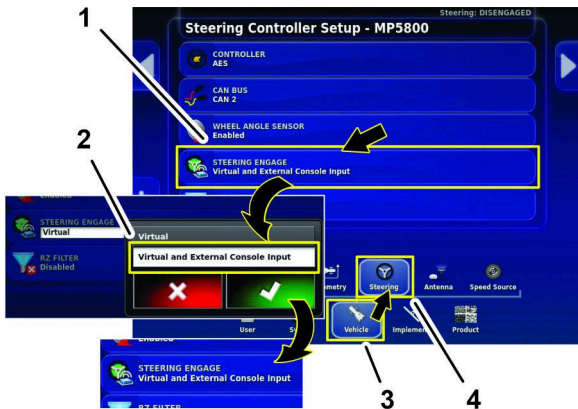 Steering: DISENGAGED
Steering Controller Setup - MP5800
1
CONTROLLER
AES
CAN BUS
CAN 2
WHEEL ANGLE SENSOR
Enabled
2
STEERING ENGAGE
Virtual and External Console Input
STEERING ENGAGE
Virtual
RZ FILTER
Disabled
Virtual
Virtual and External Console Input
Steering
Antenna
Speed Source
User
Vehicle
Product
STEERING ENGAGE
Virtual and External Console Input
3
4